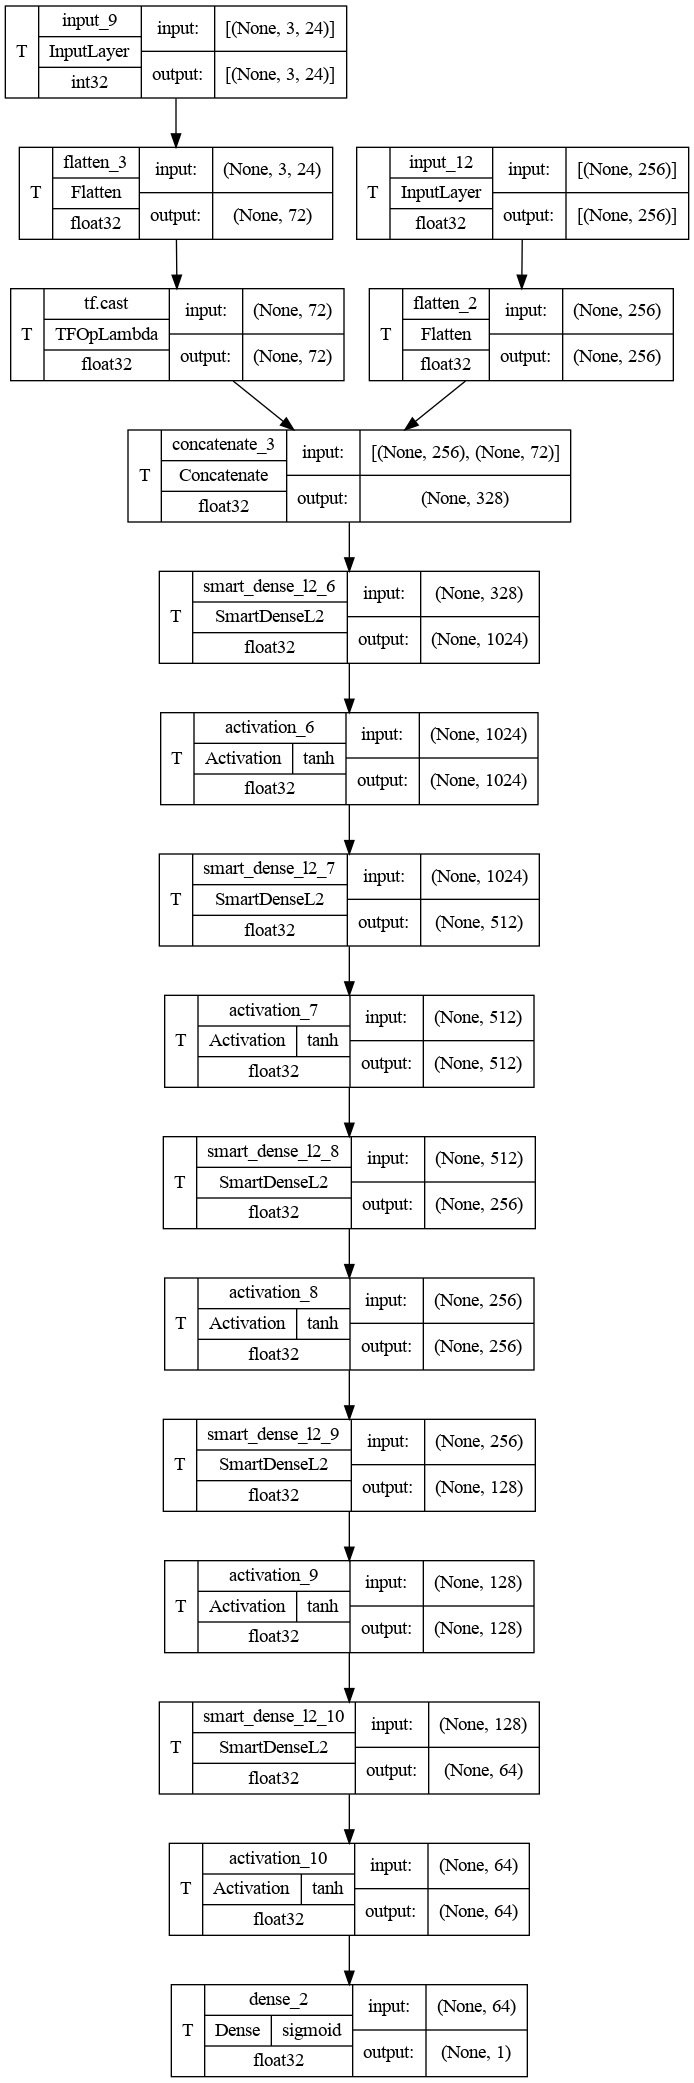 T
input_9
InputLayer
int32
input:
[(None, 3, 24)]
output:
[(None, 3, 24)]
T
flatten_3
Flatten
float32
input:
(None, 3, 24)
output:
(None, 72)
T
input_12
InputLayer
float32
input:
[(None, 256)]
output:
[(None, 256)]
T
tf.cast
TFOpLambda
float32
input:
(None, 72)
output:
(None, 72)
T
flatten_2
Flatten
float32
input:
(None, 256)
output:
(None, 256)
T
concatenate_3
Concatenate
float32
input:
[(None, 256), (None, 72)]
output:
(None, 328)
T
smart_dense_l2_6
SmartDenseL2
float32
input:
(None, 328)
output:
(None, 1024)
T
activation_6
Activation tanh
float32
input:
(None, 1024)
output:
(None, 1024)
T
smart_dense_l2_7
SmartDenseL2
float32
input:
(None, 1024)
output:
(None, 512)
T
activation_7
Activation tanh
float32
input:
(None, 512)
output:
(None, 512)
T
smart_dense_l2_8
SmartDenseL2
float32
input:
(None, 512)
output:
(None, 256)
T
activation_8
Activation tanh
float32
input:
(None, 256)
output:
(None, 256)
T
smart_dense_l2_9
SmartDenseL2
float32
input:
(None, 256)
output:
(None, 128)
T
activation_9
Activation tanh
float32
input:
(None, 128)
output:
(None, 128)
T
smart_dense_l2_10
SmartDenseL2
float32
input:
(None, 128)
output:
(None, 64)
T
activation_10
Activation tanh
float32
input:
(None, 64)
output:
(None, 64)
T
dense_2
Dense sigmoid
float32
input:
(None, 64)
output:
(None, 1)